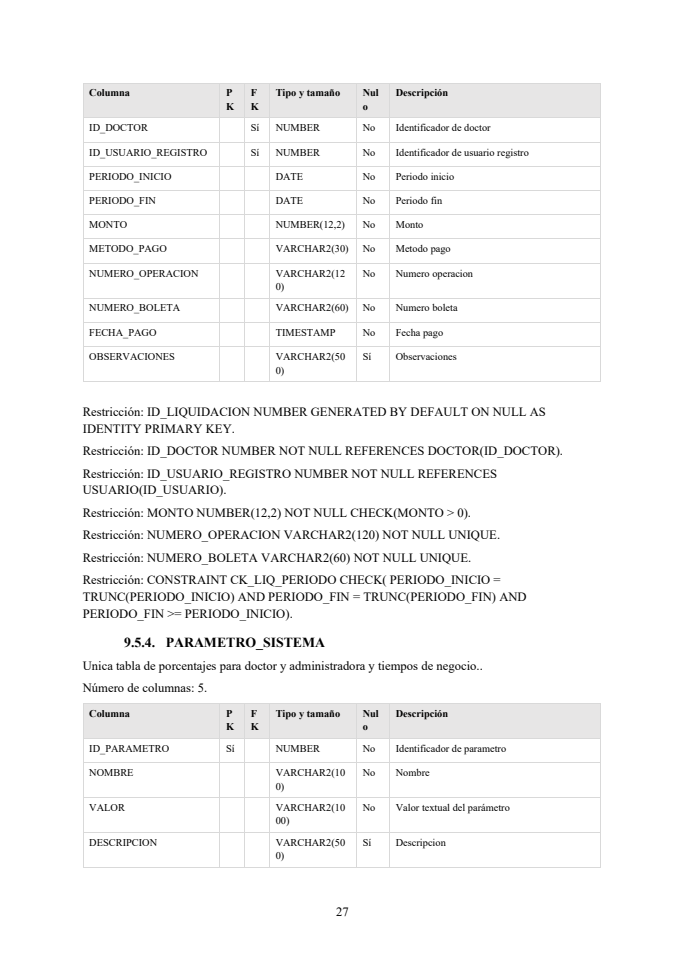 Columna P FK Tipo y tamaño Nul Descripción
K K o
ID_DOCTOR Sí NUMBER No Identificador de doctor
ID_USUARIO_REGISTRO Sí NUMBER No Identificador de usuario registro
PERIODO_INICIO DATE No Periodo inicio
PERIODO_FIN DATE No Periodo fin
MONTO NUMBER(12,2) No Monto
METODO_PAGO VARCHAR2(30) No Metodo pago
NUMERO_OPERACION VARCHAR2(12 No Numero operacion
0)
NUMERO_BOLETA VARCHAR2(60) No Numero boleta
FECHA_PAGO TIMESTAMP No Fecha pago
OBSERVACIONES VARCHAR2(50 Sí Observaciones
0)
Restricción: ID_LIQUIDACION NUMBER GENERATED BY DEFAULT ON NULL AS
IDENTITY PRIMARY KEY.
Restricción: ID_DOCTOR NUMBER NOT NULL REFERENCES DOCTOR(ID_DOCTOR).
Restricción: ID_USUARIO_REGISTRO NUMBER NOT NULL REFERENCES
USUARIO(ID_USUARIO).
Restricción: MONTO NUMBER(12,2) NOT NULL CHECK(MONTO > 0).
Restricción: NUMERO_OPERACION VARCHAR2(120) NOT NULL UNIQUE.
Restricción: NUMERO_BOLETA VARCHAR2(60) NOT NULL UNIQUE.
Restricción: CONSTRAINT CK_LIQ_PERIODO CHECK( PERIODO_INICIO =
TRUNC(PERIODO_INICIO) AND PERIODO_FIN = TRUNC(PERIODO_FIN) AND
PERIODO_FIN >= PERIODO_INICIO).
9.5.4. PARAMETRO_SISTEMA
Unica tabla de porcentajes para doctor y administradora y tiempos de negocio..
Número de columnas: 5.
Columna P F Tipo y tamaño Nul Descripción
K K o
ID_PARAMETRO Sí NUMBER No Identificador de parametro
NOMBRE VARCHAR2(10 No Nombre
0)
VALOR VARCHAR2(10 No Valor textual del parámetro
00)
DESCRIPCION VARCHAR2(50 Sí Descripcion
0)
27